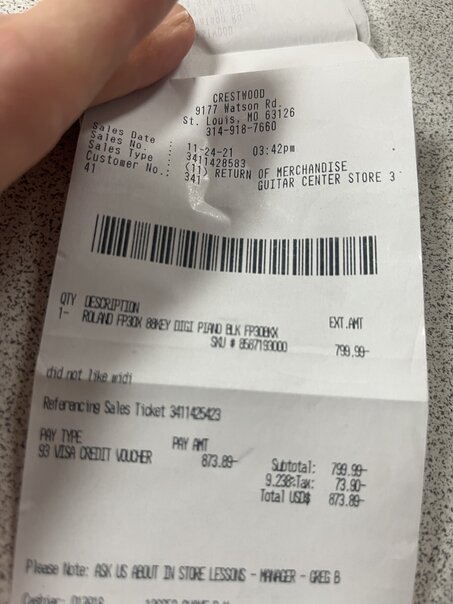 CRESTWOOD
9177 Watson Rd.
St. Louis, MO 63126
314-918-7660
Sales Date : 11-24-21 03:42pm
Sales No. : 3411428583
Sales Type : (11) RETURN OF MERCHANDISE
Customer No.: 341 GUITAR CENTER STORE 3
41
QTY DESCRIPTION EXT.AMT
1- ROLAND FP30X 88KEY DIGI PIANO BLK FP30BKX
SKU # 8587193000 799.99-
did not like midi
Referencing Sales Ticket 3411425423
PAY TYPE PAY AMT
93 VISA CREDIT VOUCHER 873.89-
Subtotal: 799.99-
9.238%Tax: 73.90-
Total USD$ 873.89-
Please Note: ASK US ABOUT IN STORE LESSONS - MANAGER - GREG B
Cashier: